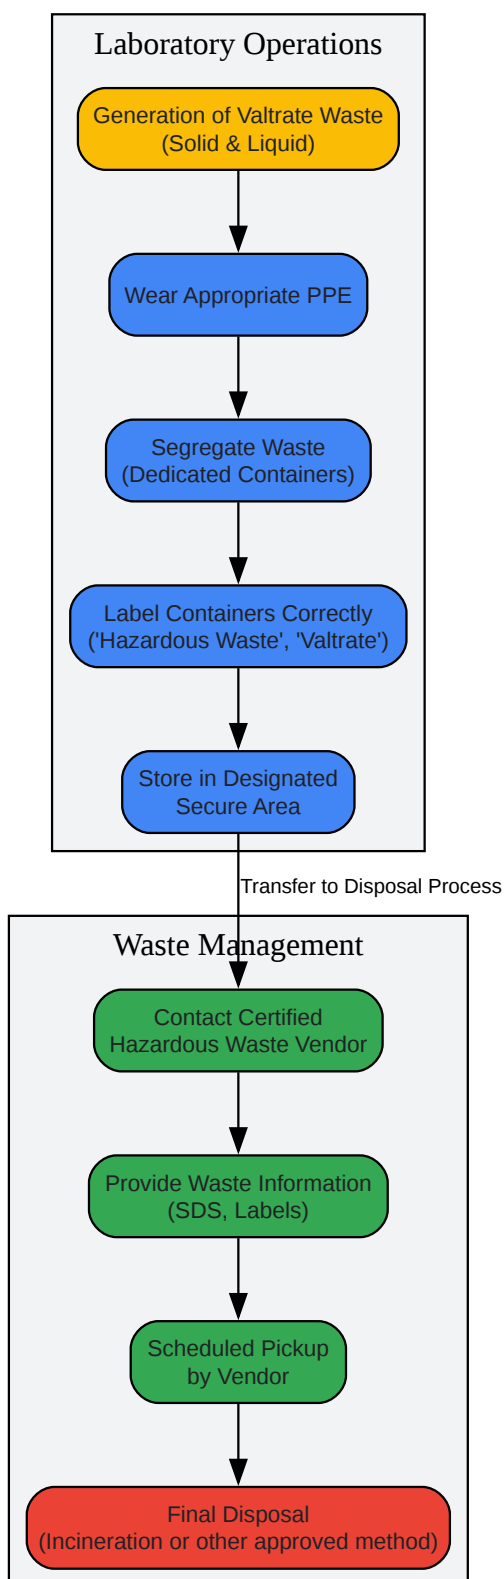 Laboratory Operations
Generation of Valtrate Waste
(Solid & Liquid)
Wear Appropriate PPE
Segregate Waste
(Dedicated Containers)
Label Containers Correctly
('Hazardous Waste', 'Valtrate')
Store in Designated
Secure Area
Transfer to Disposal Process
Waste Management
Contact Certified
Hazardous Waste Vendor
Provide Waste Information
(SDS, Labels)
Scheduled Pickup
by Vendor
Final Disposal
(Incineration or other approved method)